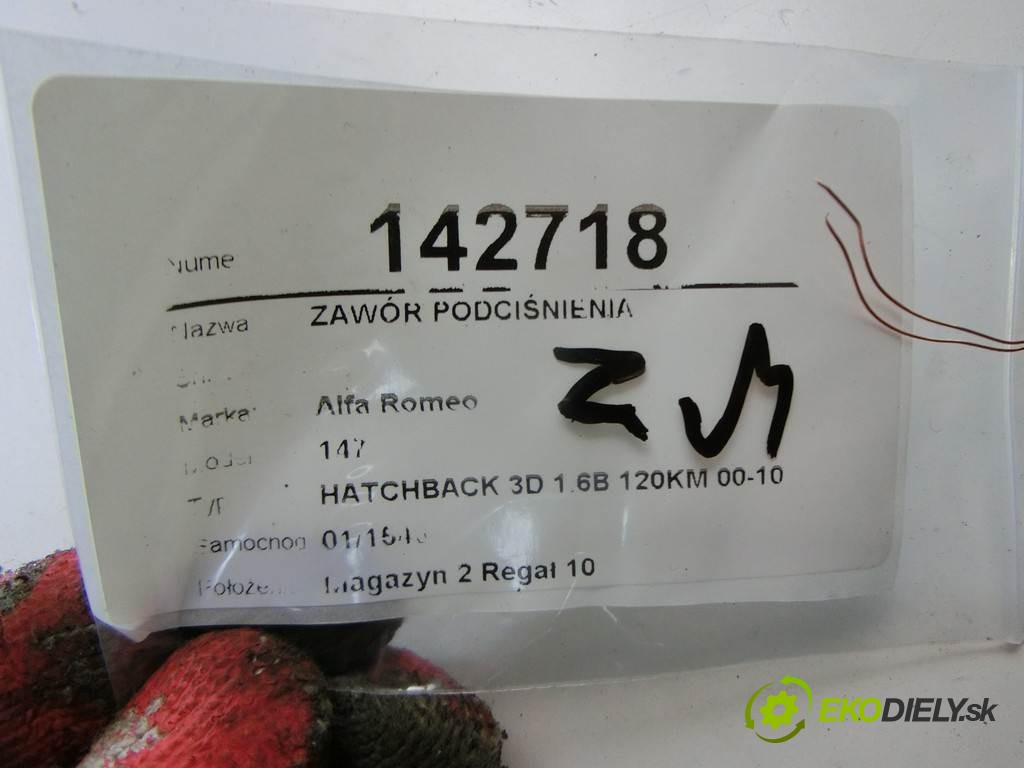 142718
ZAWÓR PODCIŚNIENIA
Marka: Alfa Romeo
147
HATCHBACK 3D 1.6B 120KM 00-10
Magazyn 2 Regał 10
EKODIELY.sk